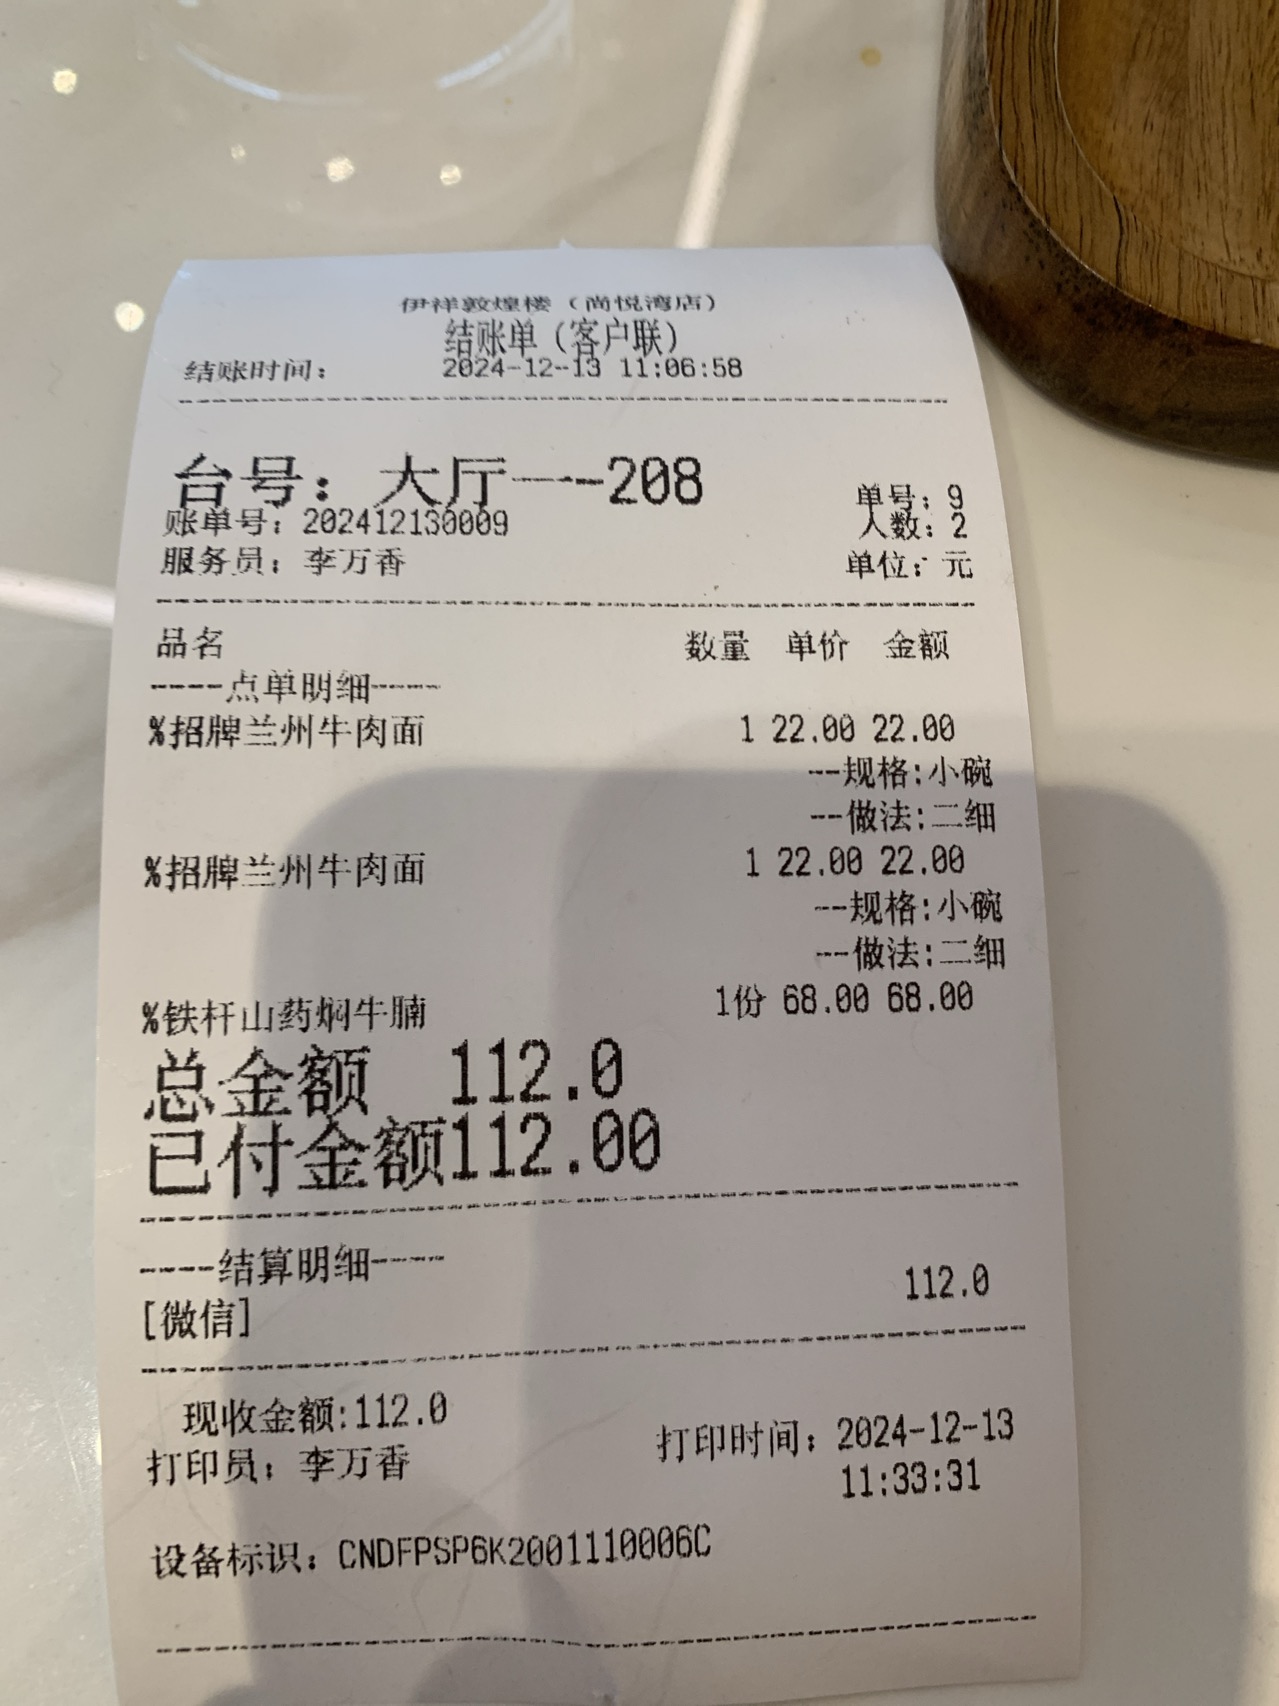 伊祥敦煌楼（尚悦湾店）
结账单（客户联）
结账时间： 2024-12-13 11:06:58
台号：大厅---208
单号：9
账单号：202412130009 人数：2
服务员：李万香 单位：元
品名 数量 单价 金额
----点单明细----
%招牌兰州牛肉面 1 22.00 22.00
--规格:小碗
--做法:二细
%招牌兰州牛肉面 1 22.00 22.00
--规格:小碗
--做法:二细
%铁杆山药焖牛腩 1份 68.00 68.00
总金额 112.0
已付金额112.00
----结算明细----
[微信] 112.0
现收金额:112.0
打印员：李万香 打印时间：2024-12-13
11:33:31
设备标识：CNDFPSP6K2001110006C